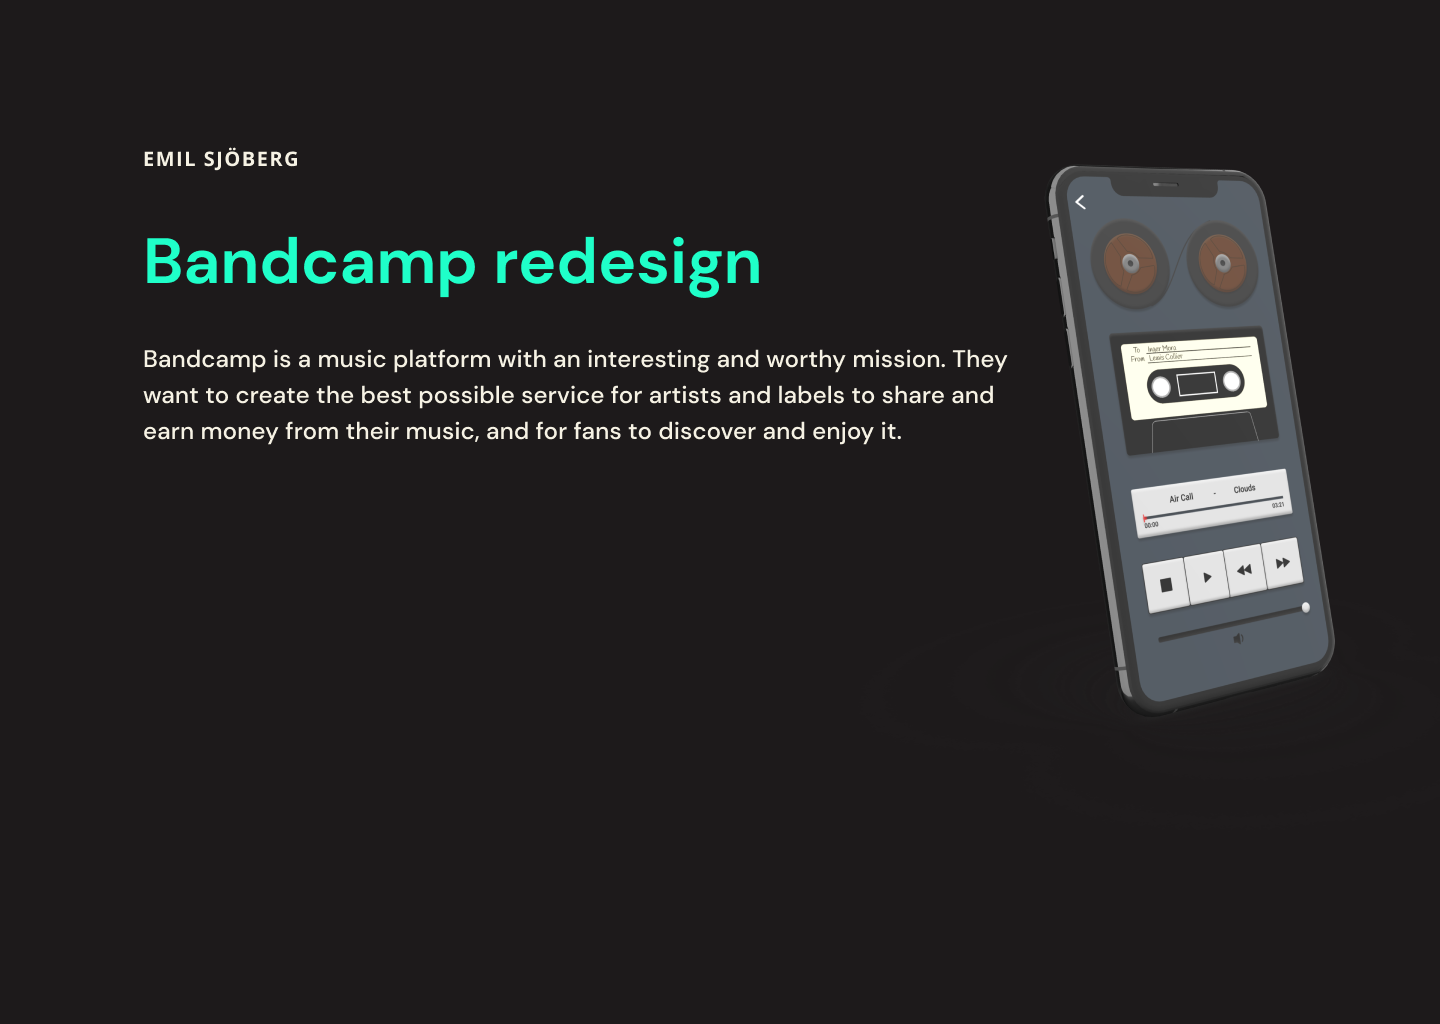 EMIL SJÖBERG
Bandcamp redesign
Bandcamp is a music platform with an interesting and worthy mission. They
want to create the best possible service for artists and labels to share and
earn money from their music, and for fans to discover and enjoy it.
To
From
Air Call - Clouds
00:00 03:21